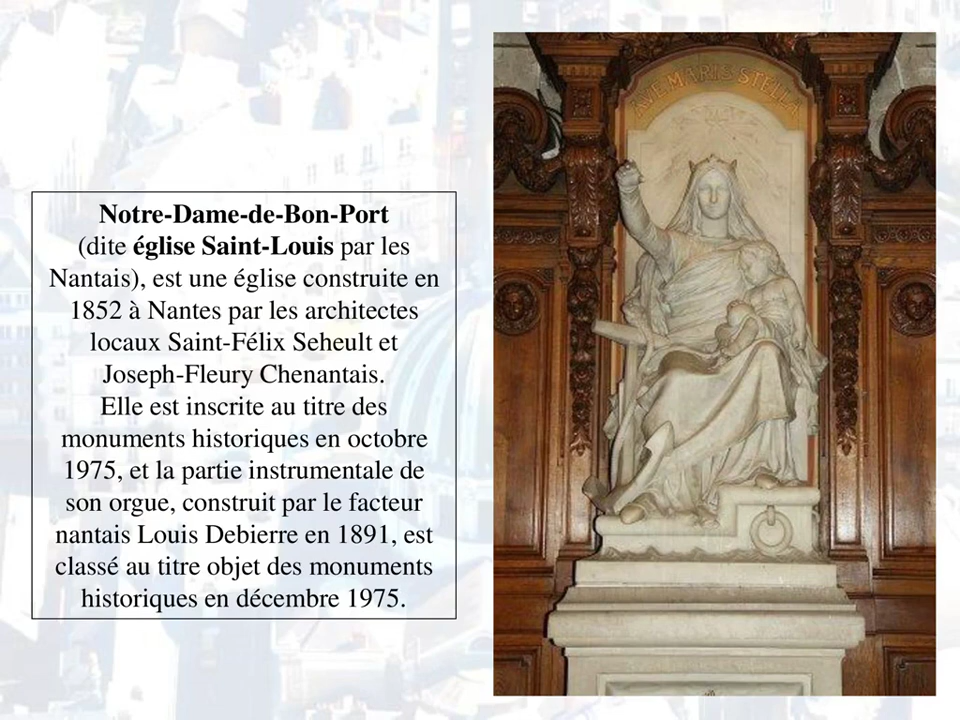 Notre-Dame-de-Bon-Port
(dite église Saint-Louis par les
Nantais), est une église construite en
1852 à Nantes par les architectes
locaux Saint-Félix Seheult et
Joseph-Fleury Chenantais.
Elle est inscrite au titre des
monuments historiques en octobre
1975, et la partie instrumentale de
son orgue, construit par le facteur
nantais Louis Debierre en 1891, est
classé au titre objet des monuments
historiques en décembre 1975.
AVE MARIS STELLA